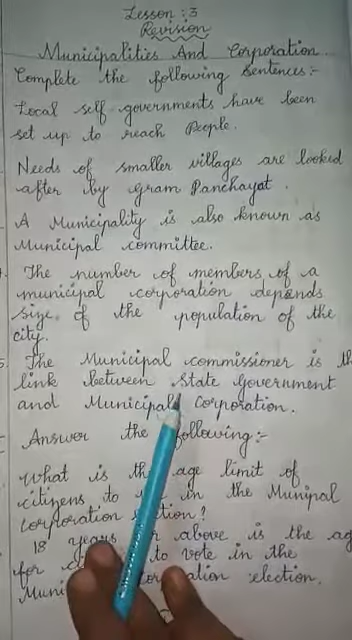 Lesson : 3
Revision
Municipalities And Corporation.
Complete the following Sentences:-
Local self governments have been
set up to reach People.
Needs of smaller villages are looked
after by Gram Panchayat.
A Municipality is also known as
Municipal committee.
The number of members of a
municipal corporation depends
size of the population of the
city.
5. The Municipal commissioner is
link between State government
and Municipal Corporation.
Answer the following:-
What is the age limit of
citizens to in the Munipal
Corporation election?
18 years above is the
for to vote in the
election.